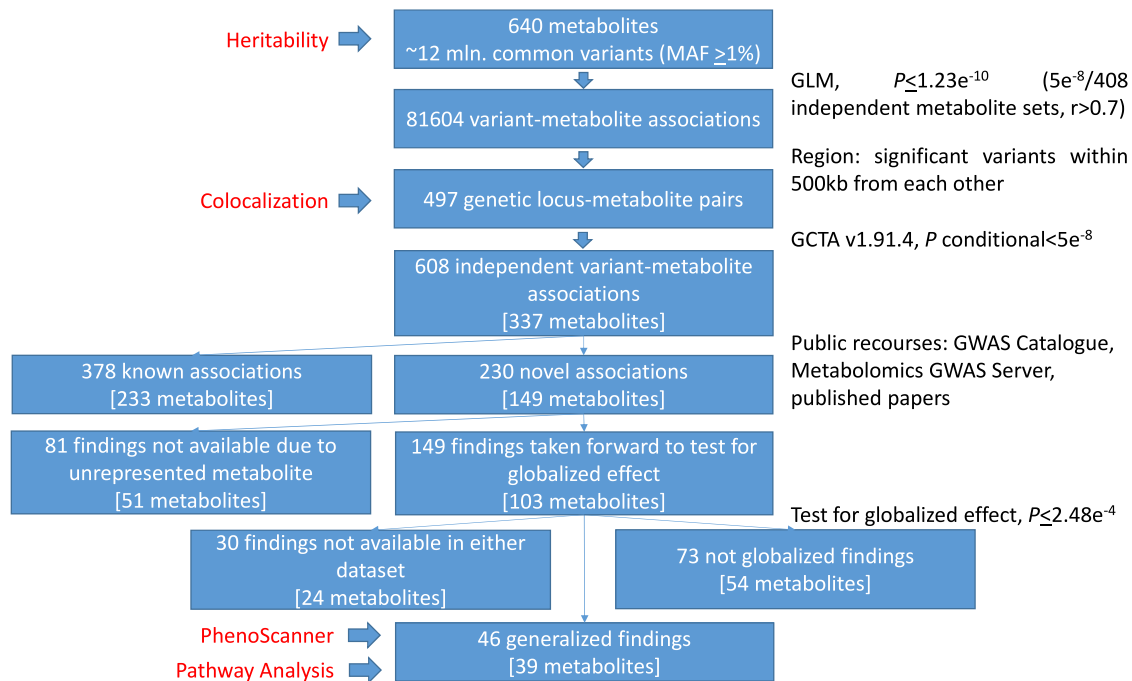 640 metabolites
~12 mln. common variants (MAF ≥1%)
Heritability
GLM, P≤1.23e-10 (5e-8/408
independent metabolite sets, r>0.7)
81604 variant-metabolite associations
Region: significant variants within
500kb from each other
Colocalization
497 genetic locus-metabolite pairs
GCTA v1.91.4, P conditional<5e-8
608 independent variant-metabolite
associations
[337 metabolites]
Public recourses: GWAS Catalogue,
Metabolomics GWAS Server,
published papers
378 known associations
[233 metabolites]
230 novel associations
[149 metabolites]
81 findings not available due to
unrepresented metabolite
[51 metabolites]
149 findings taken forward to test for
globalized effect
[103 metabolites]
Test for globalized effect, P≤2.48e-4
30 findings not available in either
dataset
[24 metabolites]
73 not globalized findings
[54 metabolites]
PhenoScanner
Pathway Analysis
46 generalized findings
[39 metabolites]